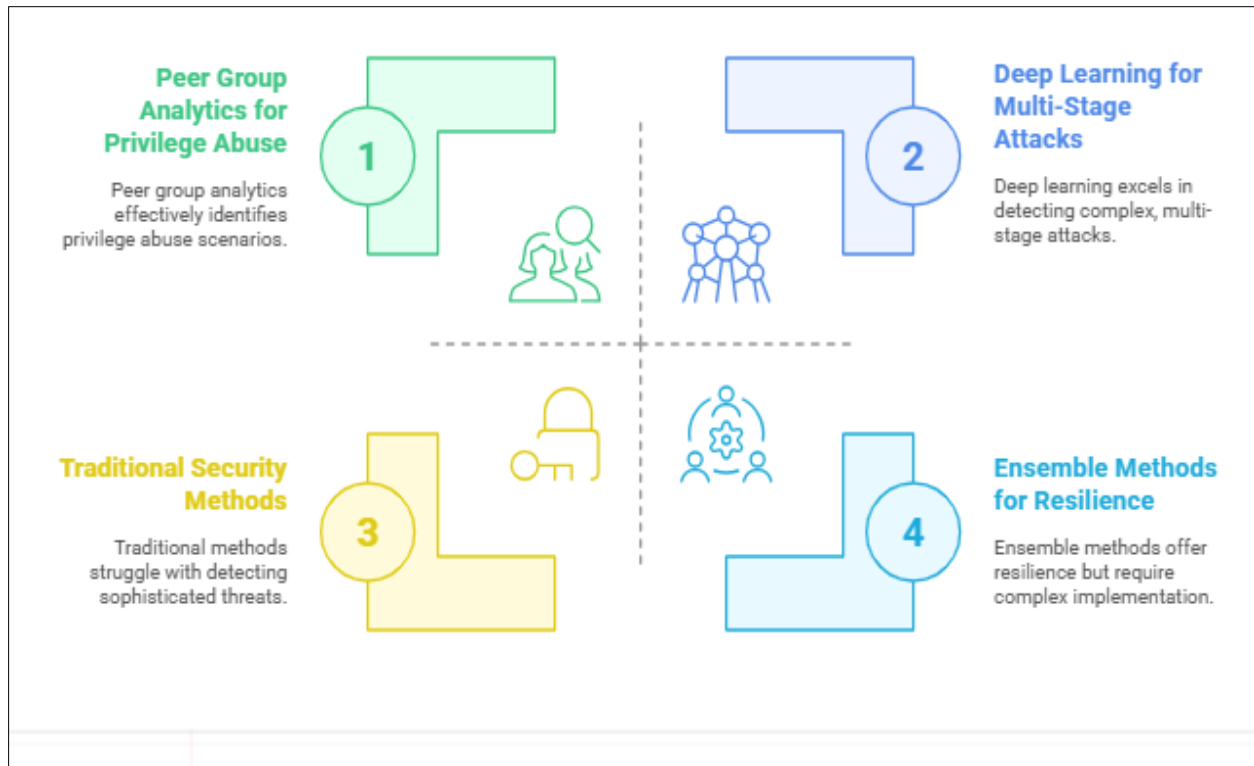 Peer Group
Analytics for
Privilege Abuse
1
Peer group analytics
effectively identifies
privilege abuse scenarios.
Deep Learning for
Multi-Stage
Attacks
2
Deep learning excels in
detecting complex, multi-
stage attacks.
Traditional Security
Methods
3
Traditional methods
struggle with detecting
sophisticated threats.
Ensemble Methods
for Resilience
4
Ensemble methods offer
resilience but require
complex implementation.